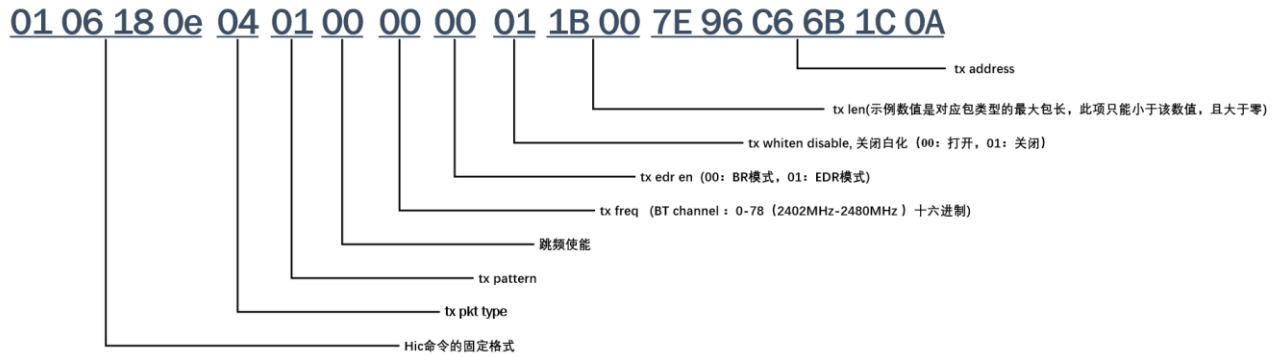 01 06 18 0e 04 01 00 00 00 01 1B 00 7E 96 C6 6B 1C 0A
tx address
tx len(示例数值是对应包类型的最大包长，此项只能小于该数值，且大于零)
tx whiten disable, 关闭白化（00：打开，01：关闭）
tx edr en（00：BR模式，01：EDR模式）
tx freq （BT channel：0-78（2402MHz-2480MHz ）十六进制)
跳频使能
tx pattern
tx pkt type
Hic命令的固定格式